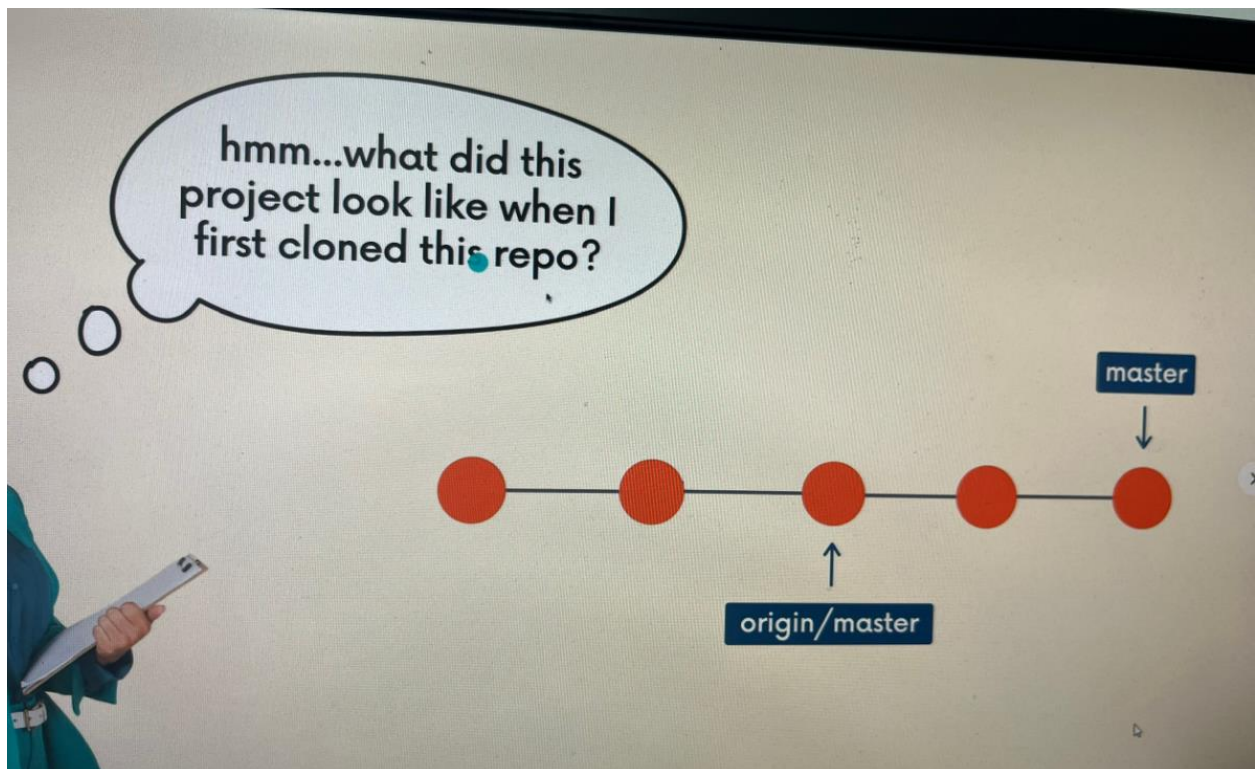 hmm...what did this
project look like when I
first cloned this repo?
master
origin/master